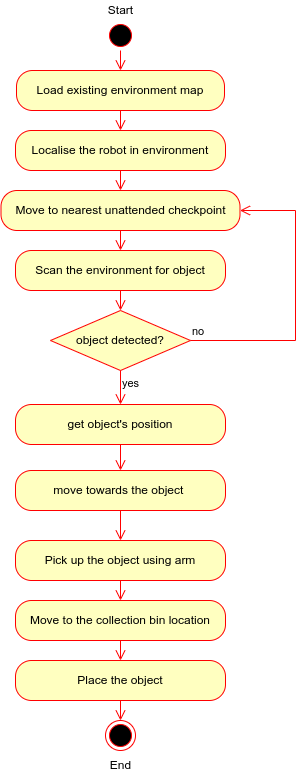 Start
Load existing environment map
Localise the robot in environment
Move to nearest unattended checkpoint
Scan the environment for object
object detected?
no
yes
get object's position
move towards the object
Pick up the object using arm
Move to the collection bin location
Place the object
End